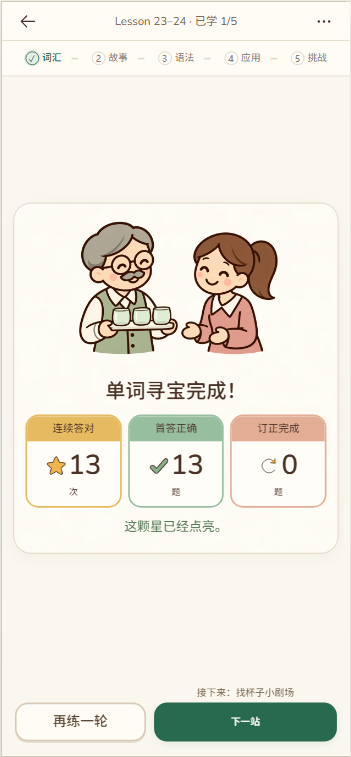 Lesson 23–24 · 已学 1/5
词汇 – 2 故事 – 3 语法 – 4 应用 – 5 挑战
单词寻宝完成！
连续答对 首答正确 订正完成
13 13 0
次 题 题
这颗星已经点亮。
接下来：找杯子小剧场
再练一轮 下一站